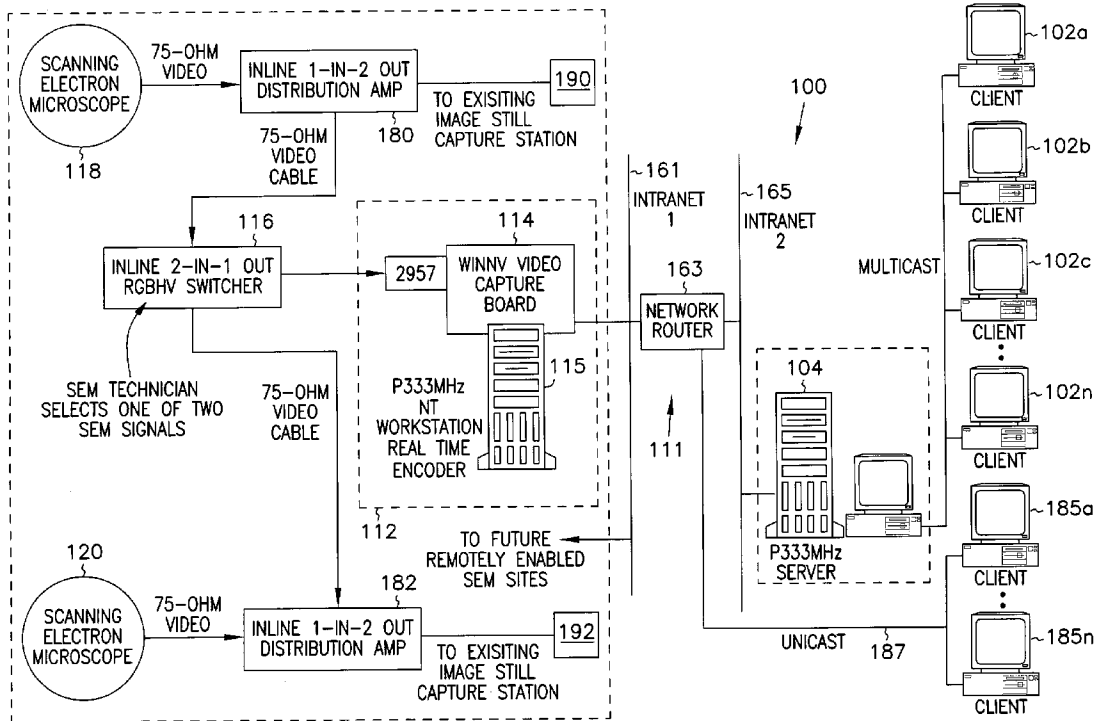 SCANNING
ELECTRON
MICROSCOPE
118
75-OHM
VIDEO
INLINE 1-IN-2 OUT
DISTRIBUTION AMP
180
190
TO EXISITING
IMAGE STILL
CAPTURE STATION
75-OHM
VIDEO
CABLE
116
INLINE 2-IN-1 OUT
RGBHV SWITCHER
SEM TECHNICIAN
SELECTS ONE OF TWO
SEM SIGNALS
75-OHM
VIDEO
CABLE
114
2957
WINNV VIDEO
CAPTURE
BOARD
115
P333MHz
NT
WORKSTATION
REAL TIME
ENCODER
112
TO FUTURE
REMOTELY ENABLED
SEM SITES
120
SCANNING
ELECTRON
MICROSCOPE
75-OHM
VIDEO
182
INLINE 1-IN-2 OUT
DISTRIBUTION AMP
192
TO EXISITING
IMAGE STILL
CAPTURE STATION
161
INTRANET
1
163
NETWORK
ROUTER
111
100
165
INTRANET
2
104
P333MHz
SERVER
MULTICAST
UNICAST
187
102a
CLIENT
102b
CLIENT
102c
CLIENT
102n
CLIENT
185a
CLIENT
185n
CLIENT